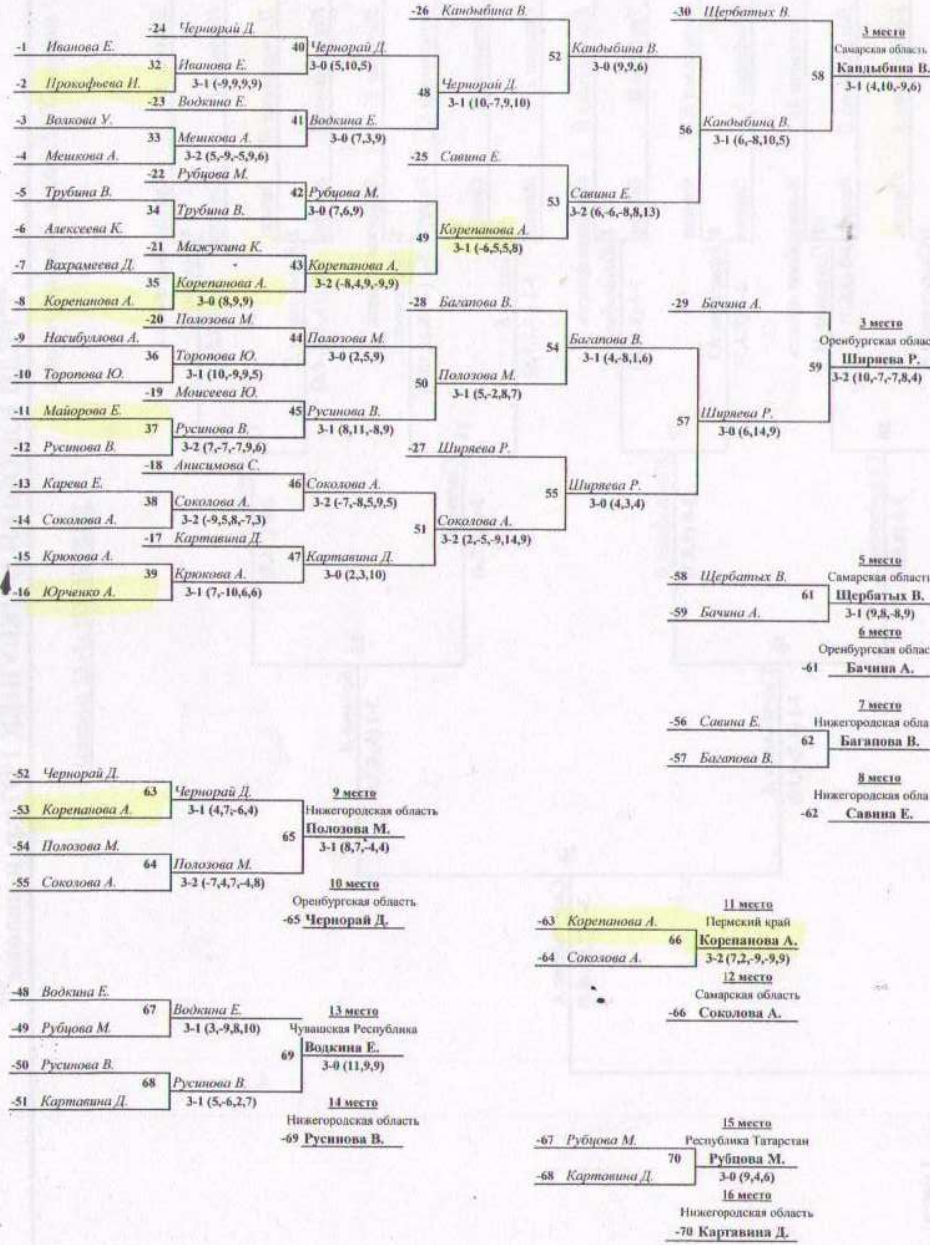 -26 Кандыбина В.
-30 Щербатых В.
-24 Чернорай Д.
3 место
-1 Иванова Е.
40 Чернорай Д.
52 Кандыбина В.
Самарская область
32 Иванова Е.
3-0 (5,10,5)
3-0 (9,9,6)
58 Кандыбина В.
-2 Прокофьева И.
3-1 (-9,9,9,9)
48 Чернорай Д.
3-1 (4,10,-9,6)
-23 Водкина Е.
3-1 (10,-7,9,10)
-3 Волкова У.
41 Водкина Е.
56 Кандыбина В.
33 Мешкова А.
3-0 (7,3,9)
3-1 (6,-8,10,5)
-4 Мешкова А.
3-2 (5,-9,-5,9,6)
-25 Савина Е.
-22 Рубцова М.
-5 Трубина В.
42 Рубцова М.
53 Савина Е.
34 Трубина В.
3-0 (7,6,9)
3-2 (6,-6,-8,8,13)
-6 Алексеева К.
49 Корепанова А.
-21 Мажукина К.
3-1 (-6,5,5,8)
-7 Вахрамеева Д.
43 Корепанова А.
35 Корепанова А.
3-2 (-8,4,9,-9,9)
-8 Корепанова А.
3-0 (8,9,9)
-28 Багапова В.
-29 Бачина А.
-20 Полозова М.
3 место
-9 Насибуллова А.
44 Полозова М.
54 Багапова В.
Оренбургская облас
36 Торопова Ю.
3-0 (2,5,9)
3-1 (4,-8,1,6)
59 Ширяева Р.
-10 Торопова Ю.
3-1 (10,-9,9,5)
50 Полозова М.
3-2 (10,-7,-7,8,4)
-19 Моисеева Ю.
3-1 (5,-2,8,7)
-11 Майорова Е.
45 Русинова В.
57 Ширяева Р.
37 Русинова В.
3-1 (8,11,-8,9)
3-0 (6,14,9)
-12 Русинова В.
3-2 (7,-7,-7,9,6)
-27 Ширяева Р.
-18 Анисимова С.
-13 Карева Е.
46 Соколова А.
55 Ширяева Р.
38 Соколова А.
3-2 (-7,-8,5,9,5)
3-0 (4,3,4)
-14 Соколова А.
3-2 (-9,5,8,-7,3)
51 Соколова А.
-17 Картавина Д.
3-2 (2,-5,-9,14,9)
-15 Крюкова А.
47 Картавина Д.
39 Крюкова А.
3-0 (2,3,10)
-16 Юрченко А.
3-1 (7,-10,6,6)
5 место
-58 Щербатых В.
Самарская область
61 Щербатых В.
-59 Бачина А.
3-1 (9,8,-8,9)
6 место
Оренбургская облас
-61 Бачина А.
7 место
-56 Савина Е.
Нижегородская обла
62 Багапова В.
-57 Багапова В.
8 место
Нижегородская обла
-62 Савина Е.
-52 Чернорай Д.
63 Чернорай Д.
9 место
-53 Корепанова А.
3-1 (4,7,-6,4)
Нижегородская область
65 Полозова М.
-54 Полозова М.
3-1 (8,7,-4,4)
64 Полозова М.
-55 Соколова А.
3-2 (-7,4,7,-4,8)
10 место
Оренбургская область
-65 Чернорай Д.
11 место
-63 Корепанова А.
Пермский край
66 Корепанова А.
-64 Соколова А.
3-2 (7,2,-9,-9,9)
12 место
Самарская область
-66 Соколова А.
-48 Водкина Е.
67 Водкина Е.
13 место
-49 Рубцова М.
3-1 (3,-9,8,10)
Чувашская Республика
69 Водкина Е.
-50 Русинова В.
3-0 (11,9,9)
68 Русинова В.
-51 Картавина Д.
3-1 (5,-6,2,7)
14 место
Нижегородская область
-69 Русинова В.
15 место
-67 Рубцова М.
Республика Татарстан
70 Рубцова М.
-68 Картавина Д.
3-0 (9,4,6)
16 место
Нижегородская область
-70 Картавина Д.